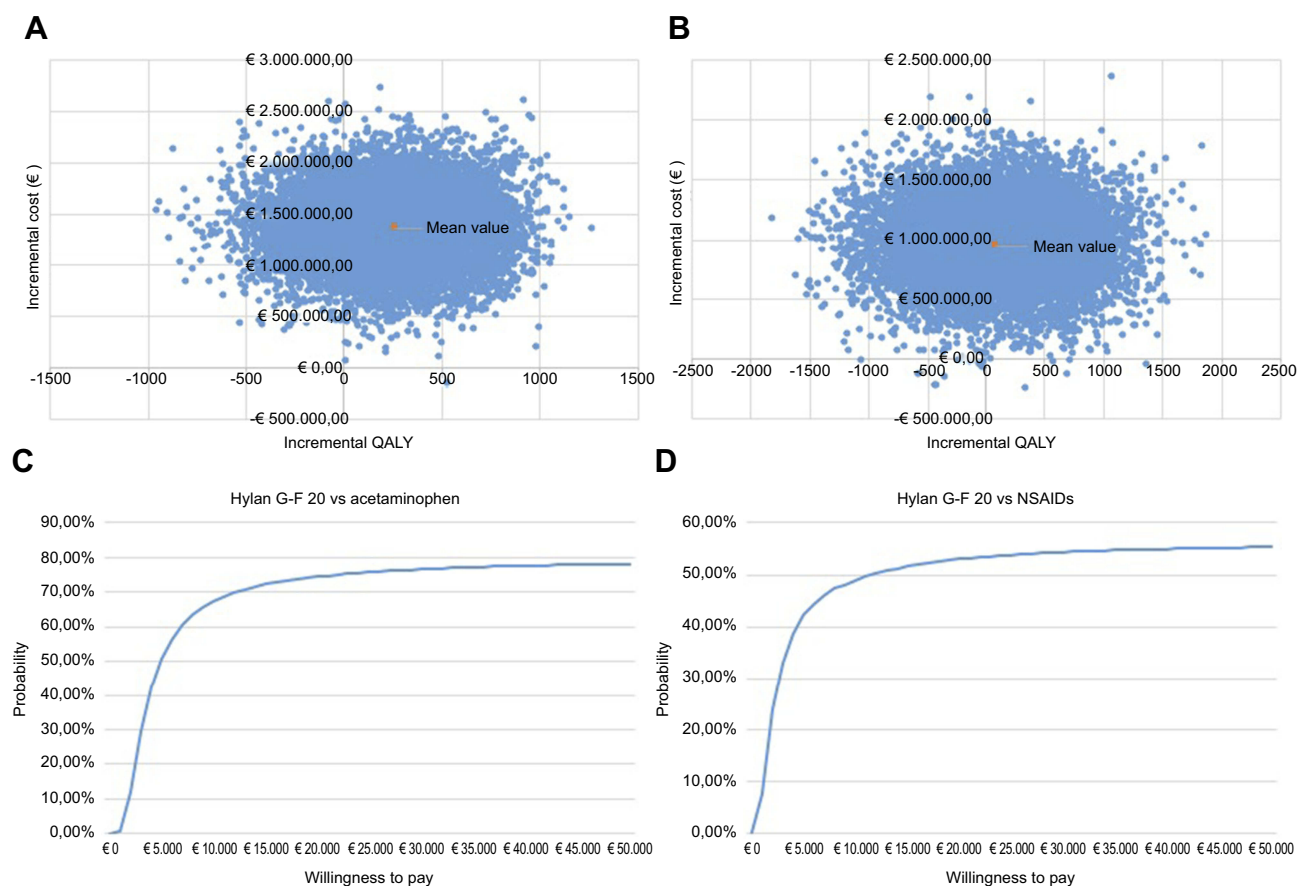 A
€ 3.000.000,00
€ 2.500.000,00
€ 2.000.000,00
€ 1.500.000,00
€ 1.000.000,00
€ 500.000,00
€ 0,00
-€ 500.000,00
Incremental cost (€)
Mean value
-1500 -1000 -500 0 500 1000 1500
Incremental QALY
B
€ 2.500.000,00
€ 2.000.000,00
€ 1.500.000,00
€ 1.000.000,00
€ 500.000,00
€ 0,00
-€ 500.000,00
Incremental cost (€ )
Mean value
-2500 -2000 -1500 -1000 -500 0 500 1000 1500 2000 2500
Incremental QALY
C
Hylan G-F 20 vs acetaminophen
90,00%
80,00%
70,00%
60,00%
50,00%
40,00%
30,00%
20,00%
10,00%
0,00%
Probability
€ 0 € 5.000 € 10.000 € 15.000 € 20.000 € 25.000 € 30.000 € 35.000 € 40.000 € 45.000 € 50.000
Willingness to pay
D
Hylan G-F 20 vs NSAIDs
60,00%
50,00%
40,00%
30,00%
20,00%
10,00%
0,00%
Probability
€ 0 € 5.000 € 10.000 € 15.000 € 20.000 € 25.000 € 30.000 € 35.000 € 40.000 € 45.000 € 50.000
Willingness to pay